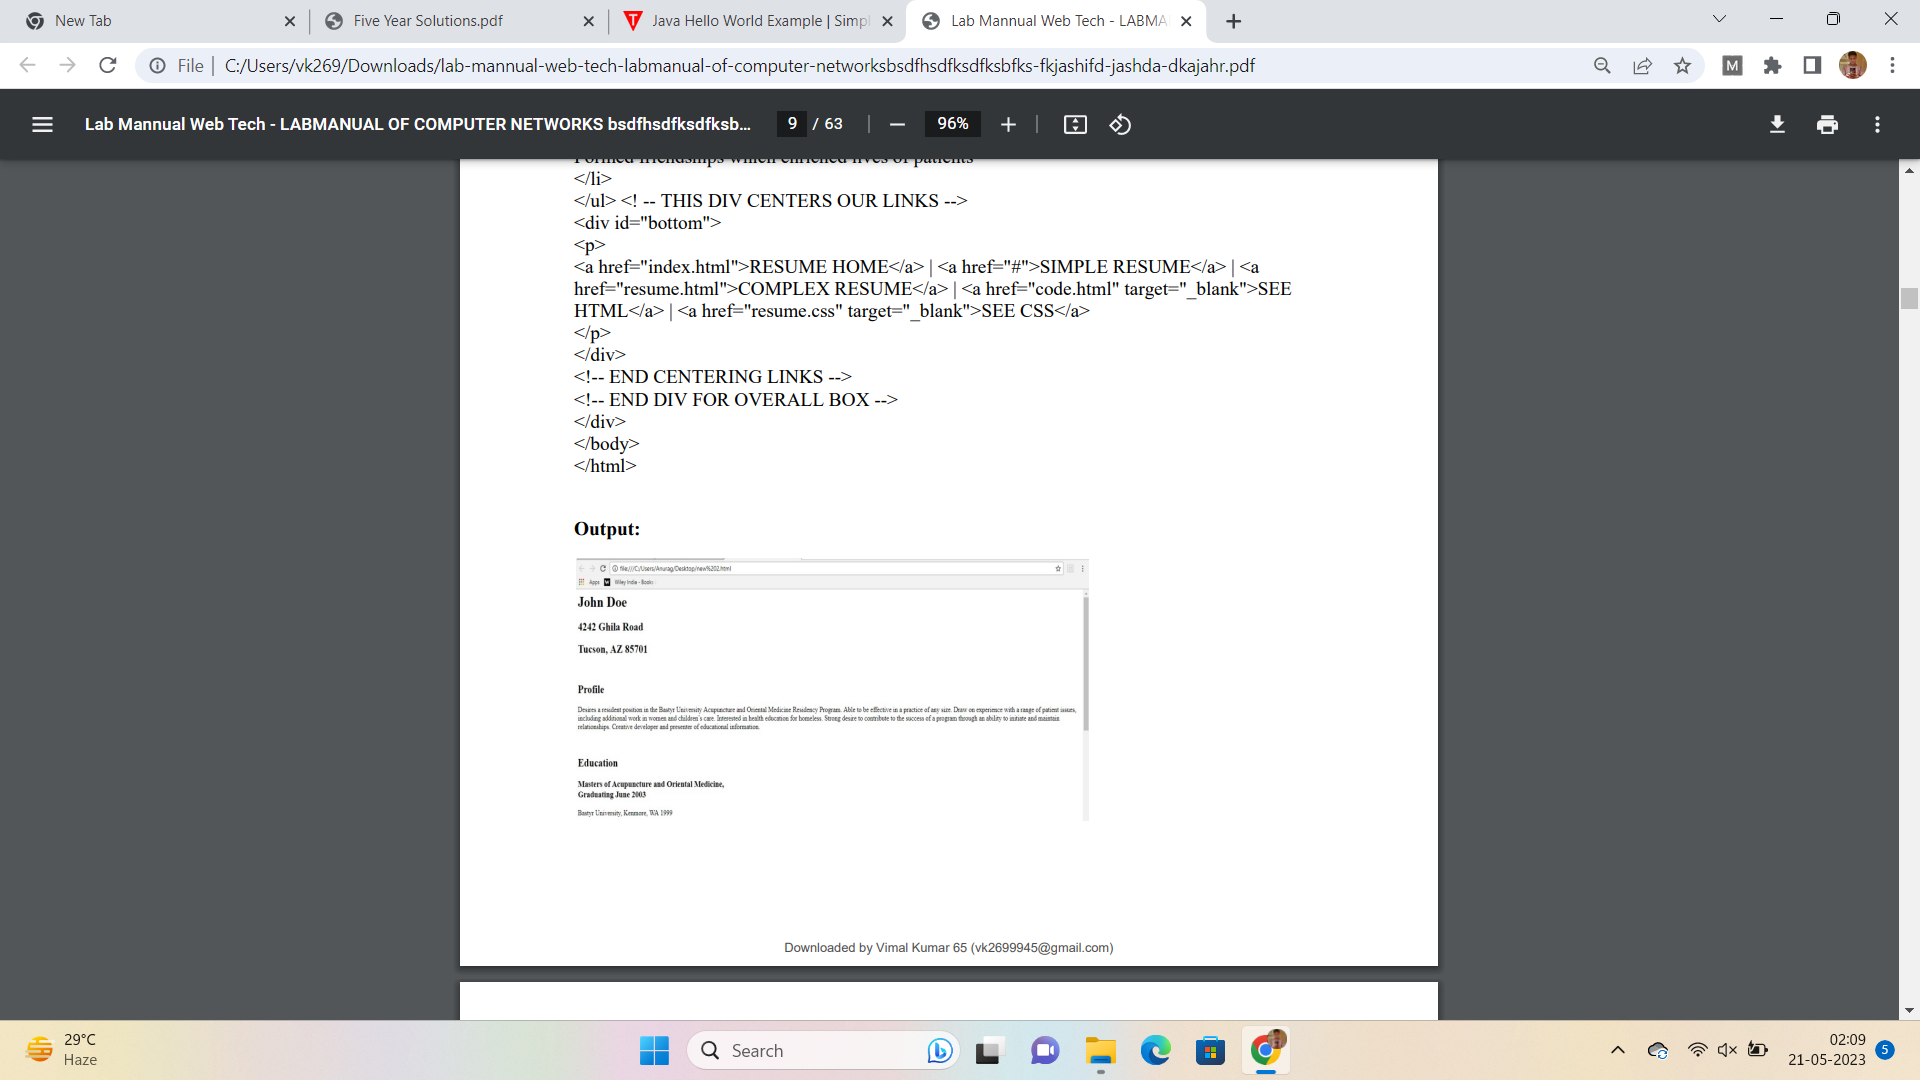 New Tab
Five Year Solutions.pdf
Java Hello World Example | Simpl
Lab Mannual Web Tech - LABMA
File
C:/Users/vk269/Downloads/lab-mannual-web-tech-labmanual-of-computer-networksbsdfhsdfksdfksbfks-fkjashifd-jashda-dkajahr.pdf
M
Lab Mannual Web Tech - LABMANUAL OF COMPUTER NETWORKS bsdfhsdfksdfksb...
9 / 63
96%
Formed friendships which enriched lives of patients
</li>
</ul> <! -- THIS DIV CENTERS OUR LINKS -->
<div id="bottom">
<p>
<a href="index.html">RESUME HOME</a> | <a href="#">SIMPLE RESUME</a> | <a
href="resume.html">COMPLEX RESUME</a> | <a href="code.html" target="_blank">SEE
HTML</a> | <a href="resume.css" target="_blank">SEE CSS</a>
</p>
</div>
<!-- END CENTERING LINKS -->
<!-- END DIV FOR OVERALL BOX -->
</div>
</body>
</html>
Output:
file:///C:/Users/Anurag/Desktop/new%202.html
Apps Wiley India - Books
John Doe
4242 Ghila Road
Tucson, AZ 85701
Profile
Desires a resident position in the Bastyr University Acupuncture and Oriental Medicine Residency Program. Able to be effective in a practice of any size. Draw on experience with a range of patient issues,
including additional work in women and children's care. Interested in health education for homeless. Strong desire to contribute to the success of a program through an ability to initiate and maintain
relationships. Creative developer and presenter of educational information.
Education
Masters of Acupuncture and Oriental Medicine,
Graduating June 2003
Bastyr University, Kenmore, WA 1999
Downloaded by Vimal Kumar 65 (vk2699945@gmail.com)
29°C
Haze
Search
02:09
21-05-2023
5